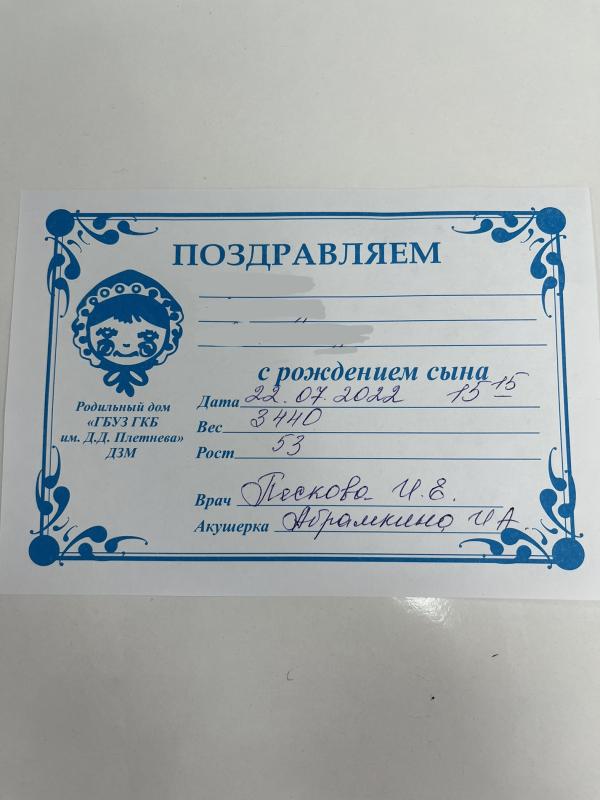 ПОЗДРАВЛЯЕМ
с рождением сына
Дата 22.07.2022 15 15
Вес 3440
Рост 53
Врач Пескова И.Е.
Акушерка Абрамкина И А.
Родильный дом
«ГБУЗ ГКБ
им. Д.Д. Плетнева»
ДЗМ